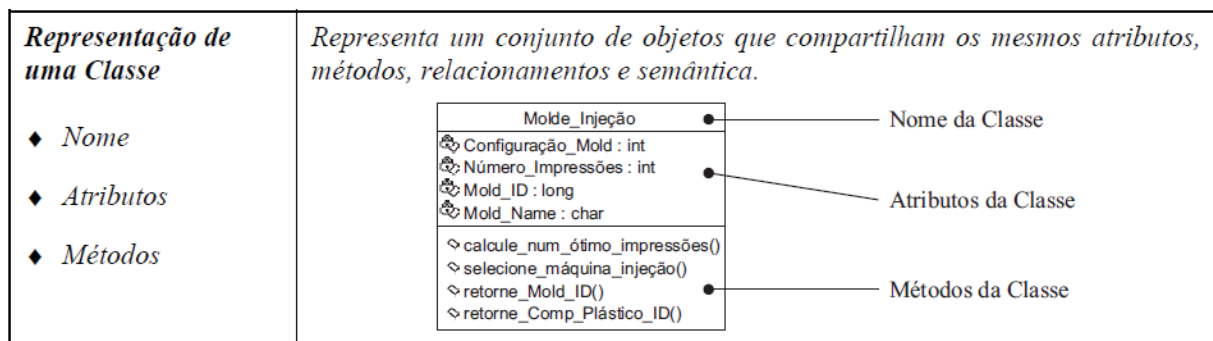 Representação de
uma Classe
♦ Nome
♦ Atributos
♦ Métodos
Representa um conjunto de objetos que compartilham os mesmos atributos,
métodos, relacionamentos e semântica.
Molde_Injeção
Configuração_Mold : int
Número_Impressões : int
Mold_ID : long
Mold_Name : char
calcule_num_ótimo_impressões()
selecione_máquina_injeção()
retorne_Mold_ID()
retorne_Comp_Plástico_ID()
Nome da Classe
Atributos da Classe
Métodos da Classe